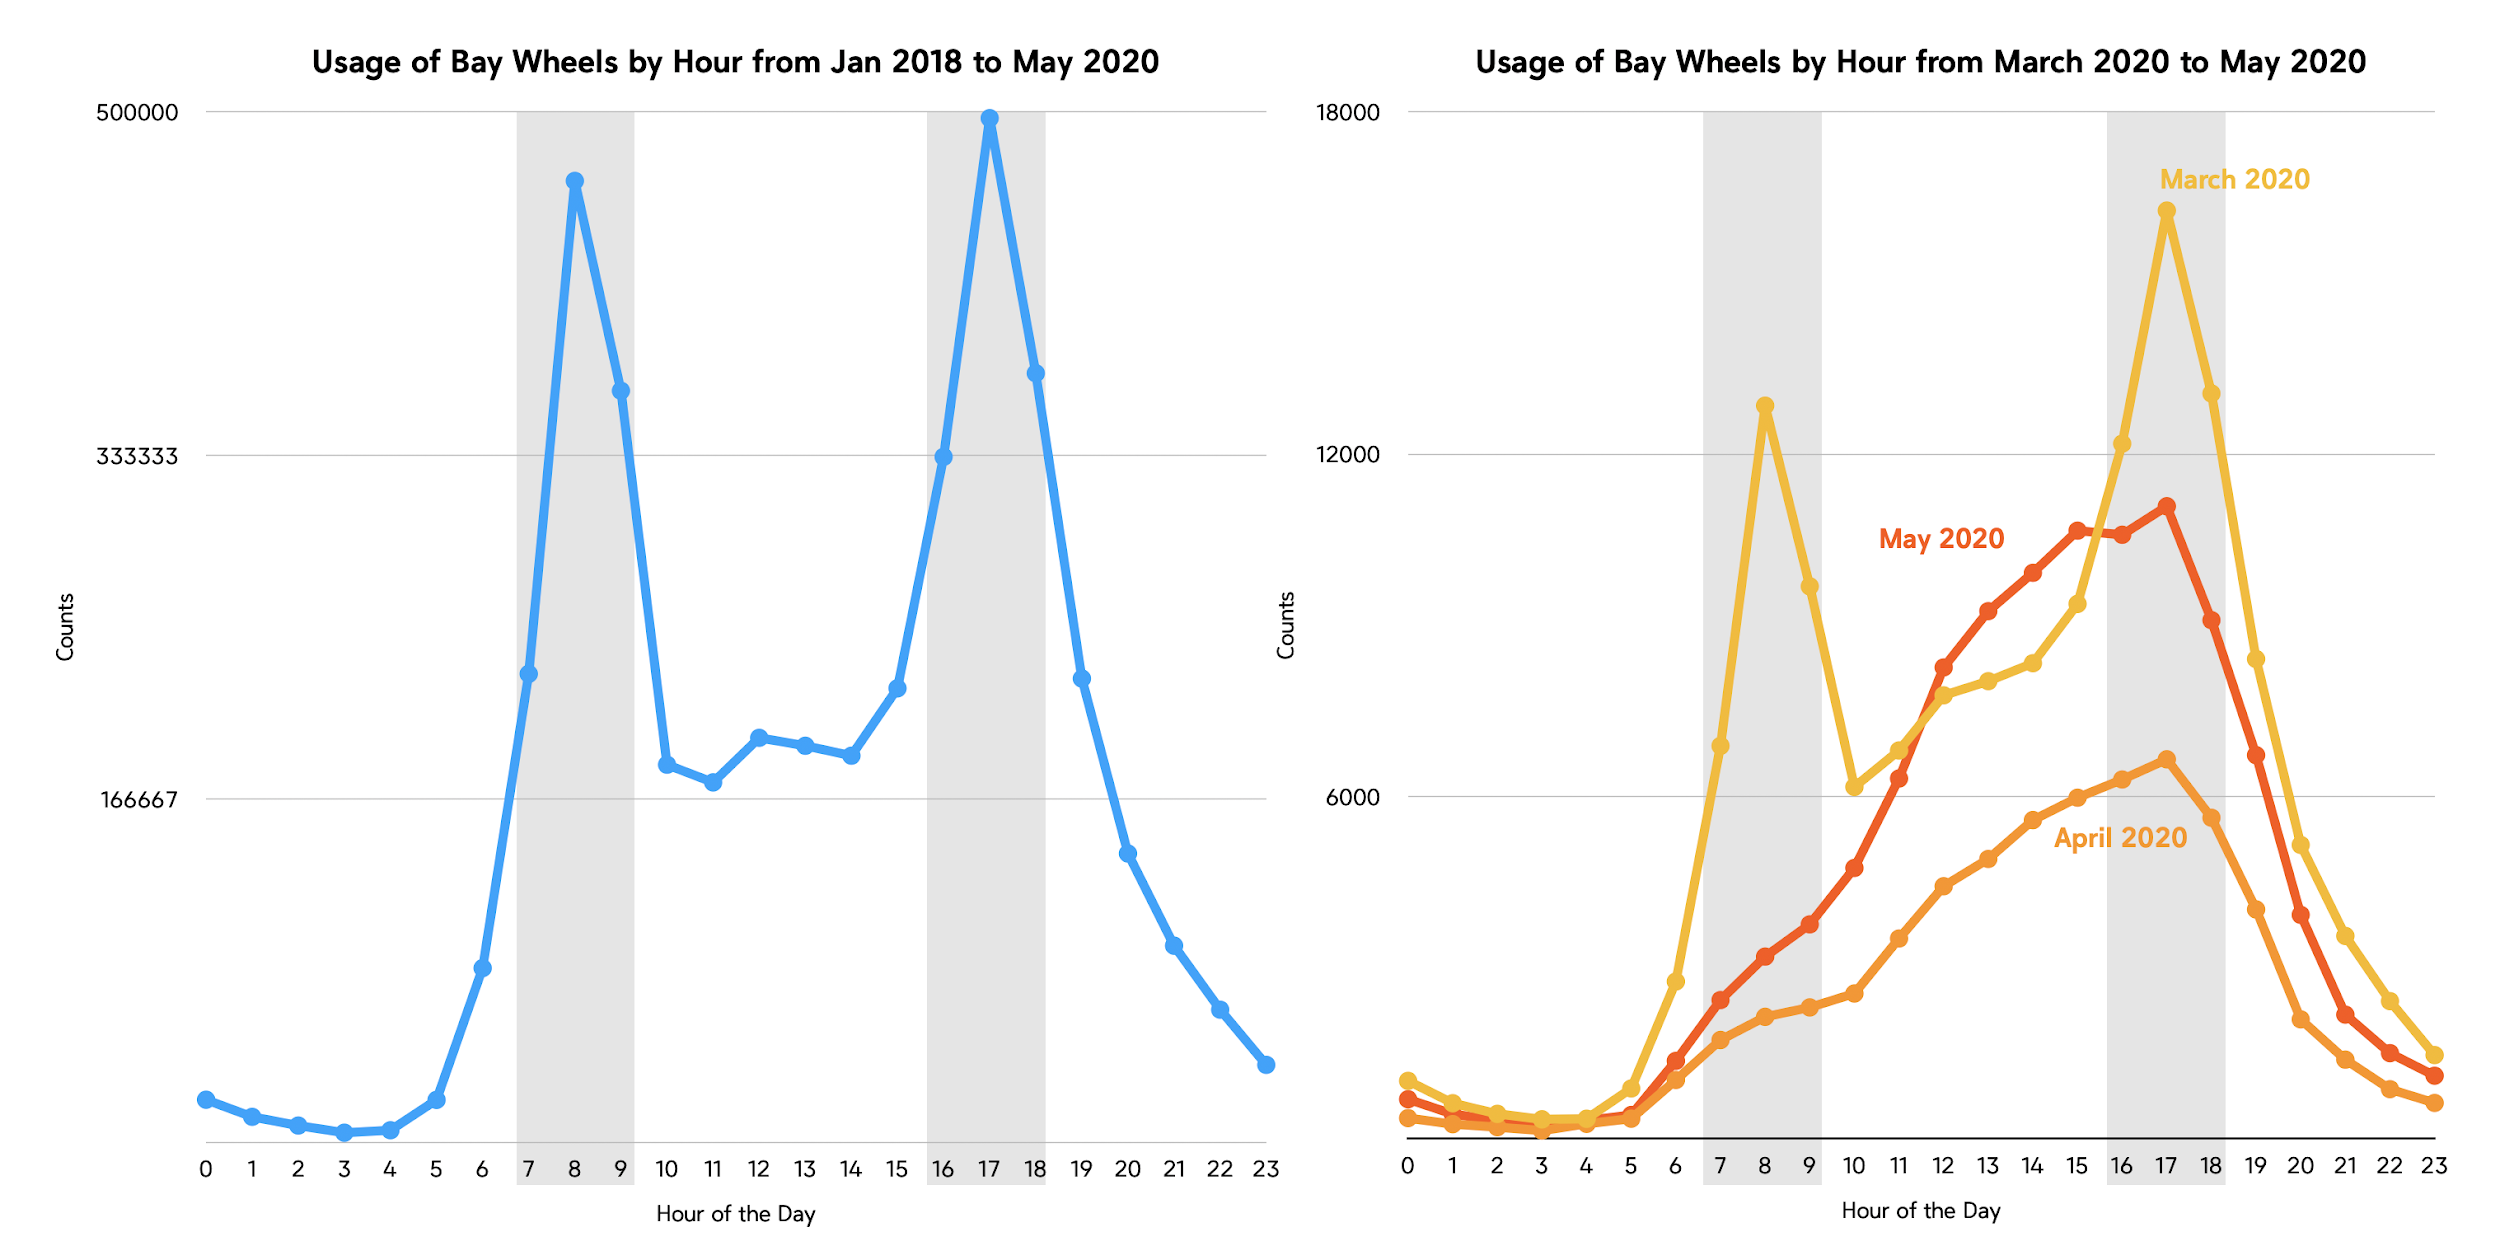 Usage of Bay Wheels by Hour from Jan 2018 to May 2020
500000
333333
166667
Counts
0 1 2 3 4 5 6 7 8 9 10 11 12 13 14 15 16 17 18 19 20 21 22 23
Hour of the Day
Usage of Bay Wheels by Hour from March 2020 to May 2020
18000
12000
6000
Counts
March 2020
May 2020
April 2020
0 1 2 3 4 5 6 7 8 9 10 11 12 13 14 15 16 17 18 19 20 21 22 23
Hour of the Day